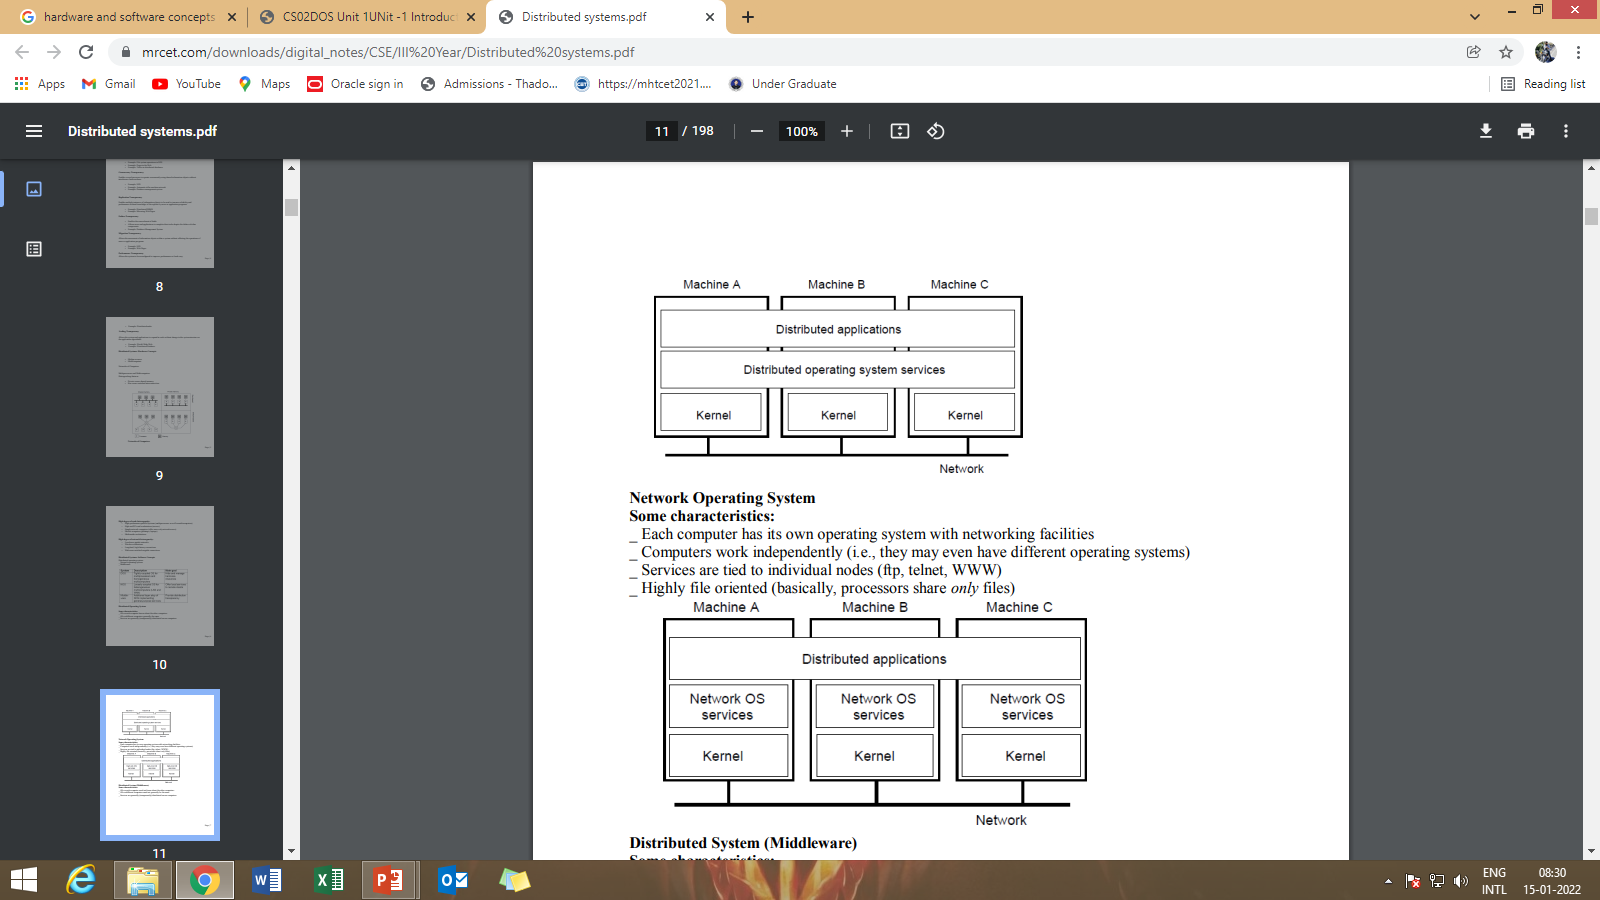 hardware and software concepts
CS02DOS Unit 1UNit -1 Introduc
Distributed systems.pdf
mrcet.com/downloads/digital_notes/CSE/III%20Year/Distributed%20systems.pdf
Apps Gmail YouTube Maps Oracle sign in Admissions - Thado... https://mhtcet2021.... Under Graduate Reading list
Distributed systems.pdf
11 / 198 100%
8
9
10
11
Machine A Machine B Machine C
Distributed applications
Distributed operating system services
Kernel Kernel Kernel
Network
Network Operating System
Some characteristics:
_ Each computer has its own operating system with networking facilities
_ Computers work independently (i.e., they may even have different operating systems)
_ Services are tied to individual nodes (ftp, telnet, WWW)
_ Highly file oriented (basically, processors share only files)
Machine A Machine B Machine C
Distributed applications
Network OS services Network OS services Network OS services
Kernel Kernel Kernel
Network
Distributed System (Middleware)
Some characteristics:
ENG 08:30
INTL 15-01-2022